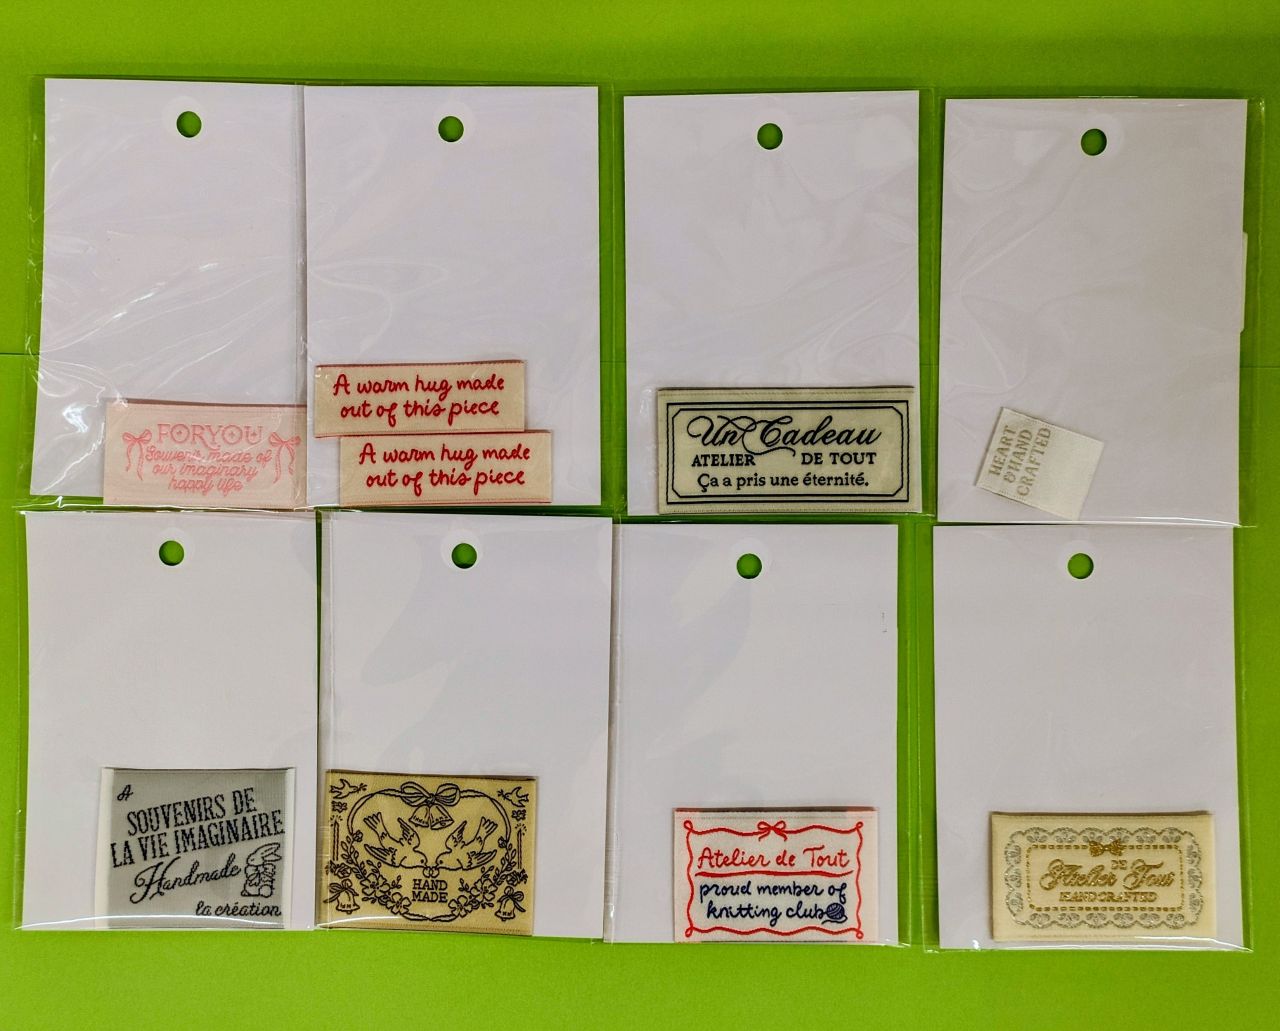 FORYOU
Souvenir made of
our imaginary
happy life
A warm hug made
out of this piece
A warm hug made
out of this piece
Un Cadeau
ATELIER DE TOUT
Ça a pris une éternité.
HEART
&HAND
CRAFTED
A
SOUVENIRS DE
LA VIE IMAGINAIRE
Handmade
la création
HAND
MADE
Atelier de Tout
proud member of
knitting club
DE
Atelier Tout
HANDCRAFTED